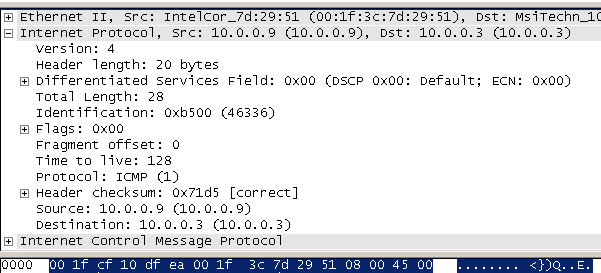 Ethernet II, Src: IntelCor_7d:29:51 (00:1f:3c:7d:29:51), Dst: MsiTechn_10
Internet Protocol, Src: 10.0.0.9 (10.0.0.9), Dst: 10.0.0.3 (10.0.0.3)
Version: 4
Header length: 20 bytes
Differentiated Services Field: 0x00 (DSCP 0x00: Default; ECN: 0x00)
Total Length: 28
Identification: 0xb500 (46336)
Flags: 0x00
Fragment offset: 0
Time to live: 128
Protocol: ICMP (1)
Header checksum: 0x71d5 [correct]
Source: 10.0.0.9 (10.0.0.9)
Destination: 10.0.0.3 (10.0.0.3)
Internet Control Message Protocol
0000 00 1f cf 10 df ea 00 1f 3c 7d 29 51 08 00 45 00 ........ <})Q..E.